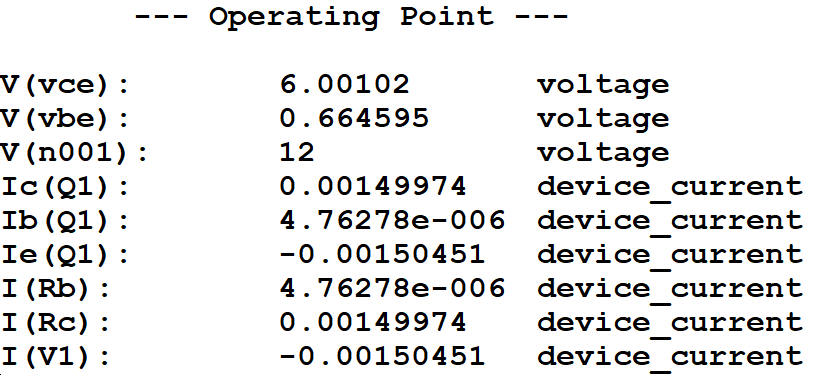 --- Operating Point ---
V(vce): 6.00102 voltage
V(vbe): 0.664595 voltage
V(n001): 12 voltage
Ic(Q1): 0.00149974 device_current
Ib(Q1): 4.76278e-006 device_current
Ie(Q1): -0.00150451 device_current
I(Rb): 4.76278e-006 device_current
I(Rc): 0.00149974 device_current
I(V1): -0.00150451 device_current